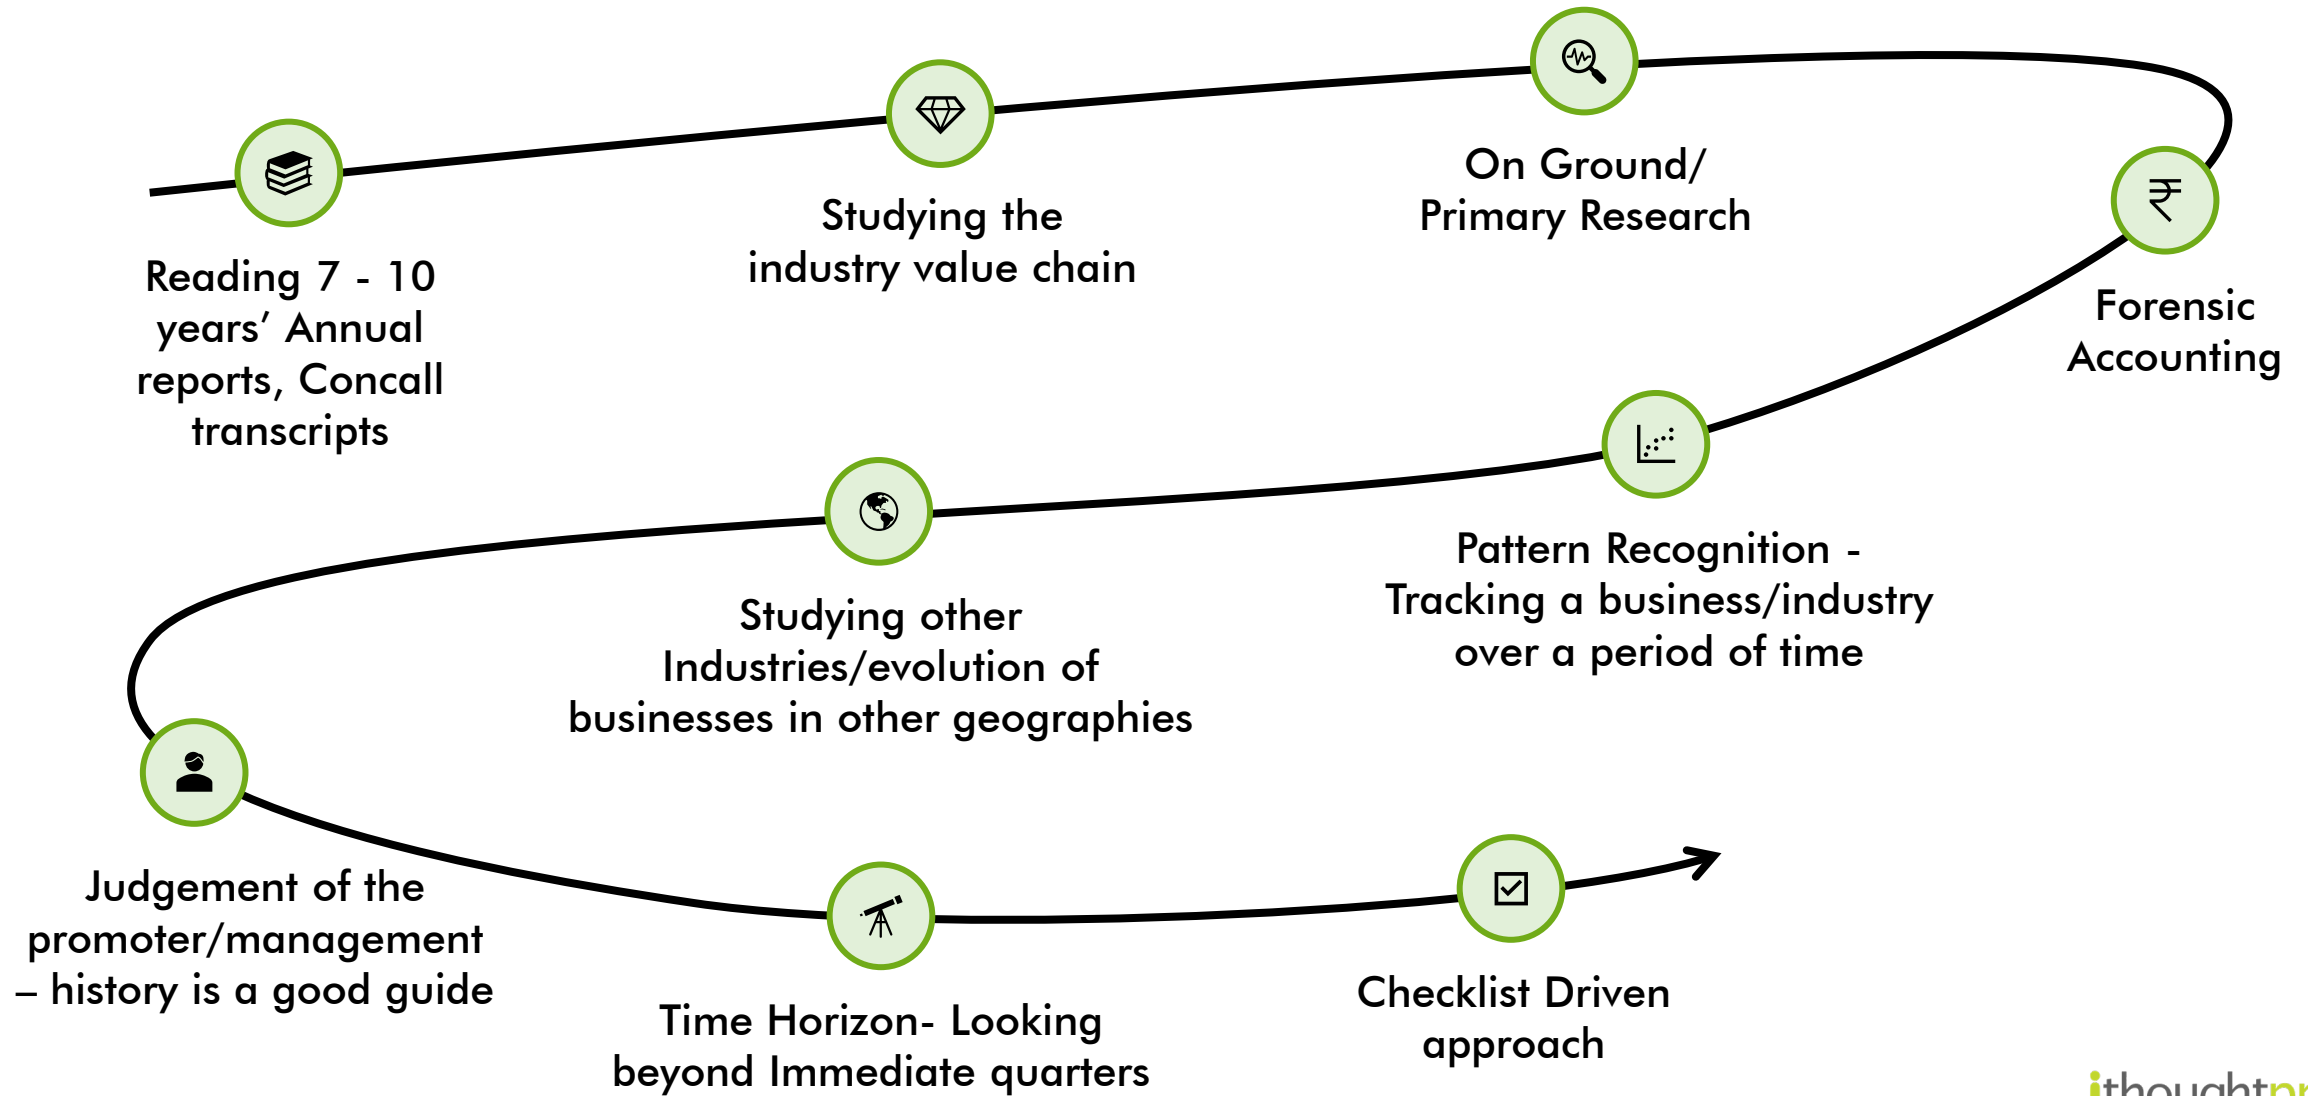 Reading 7 - 10
years’ Annual
reports, Concall
transcripts
Studying the
industry value chain
On Ground/
Primary Research
Forensic
Accounting
Pattern Recognition -
Tracking a business/industry
over a period of time
Studying other
Industries/evolution of
businesses in other geographies
Judgement of the
promoter/management
– history is a good guide
Time Horizon- Looking
beyond Immediate quarters
Checklist Driven
approach